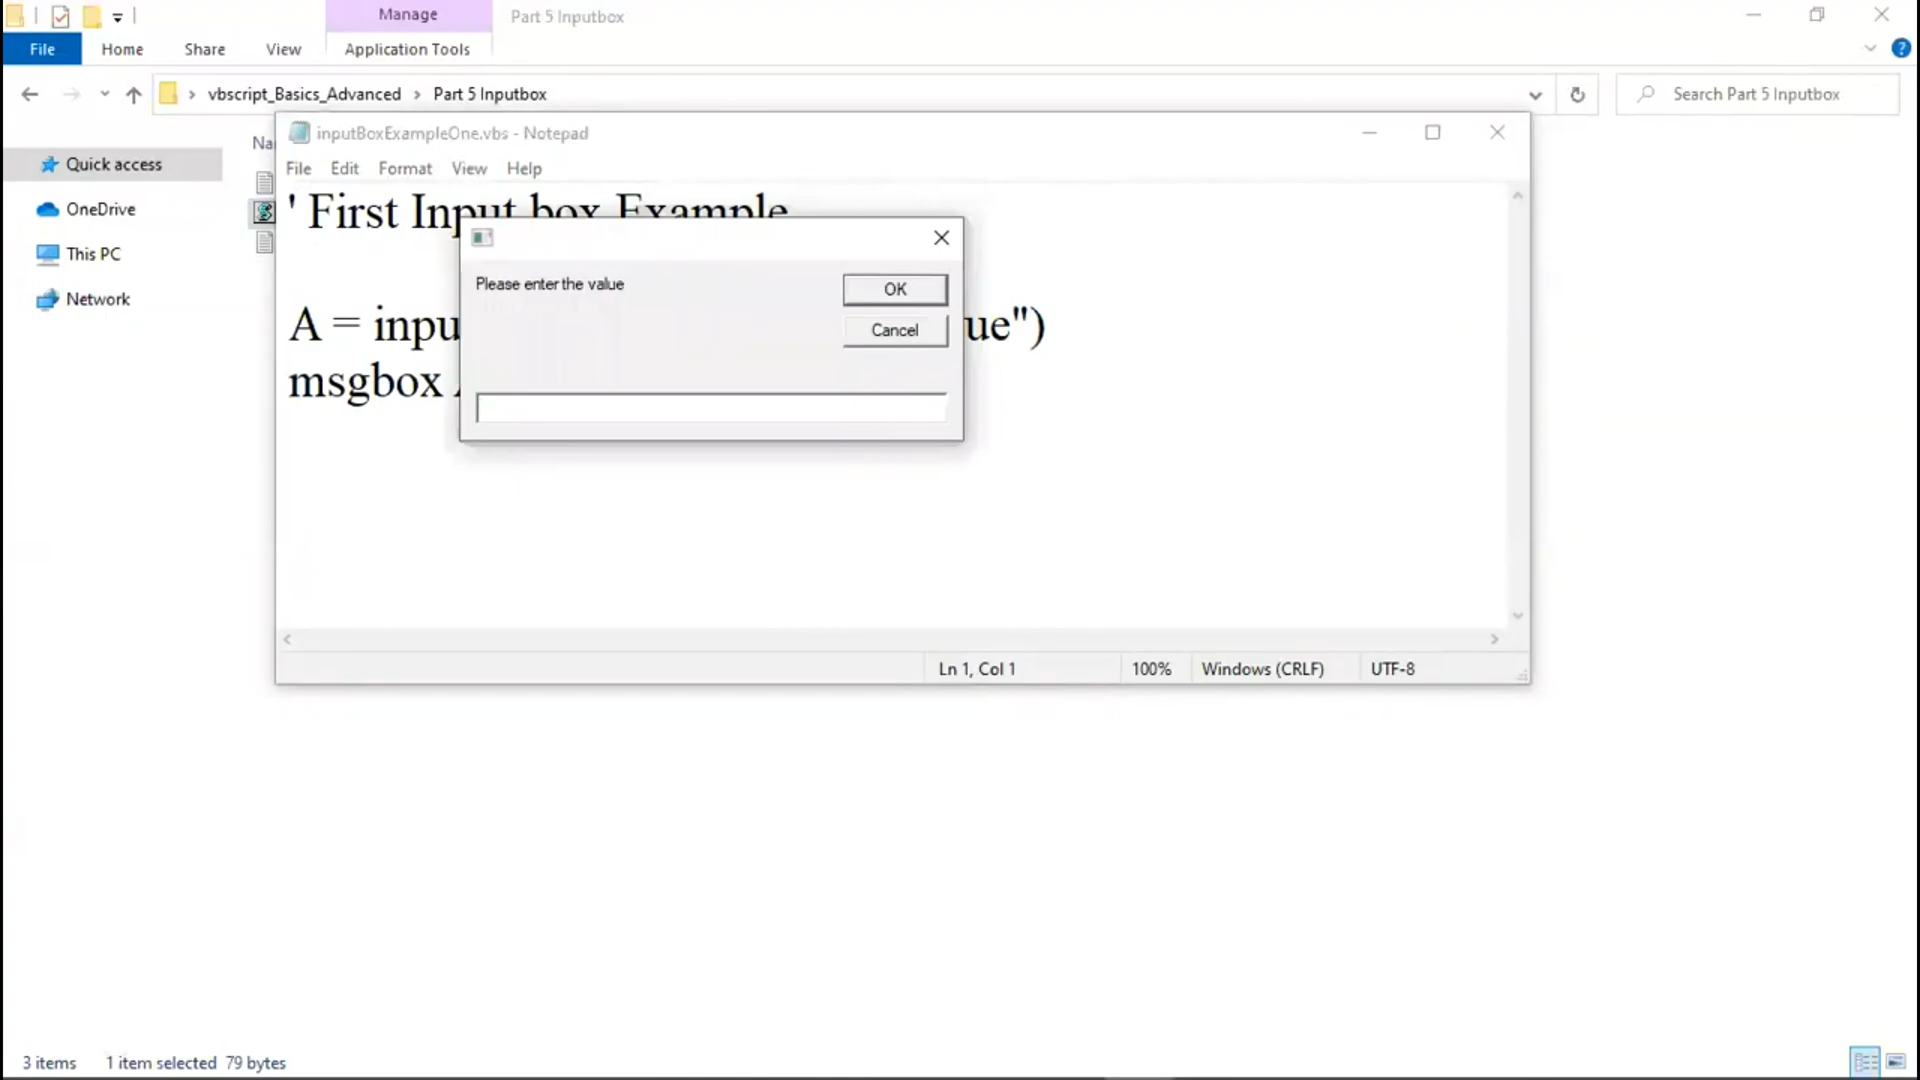 Manage
Part 5 Inputbox
File
Home
Share
View
Application Tools
vbscript_Basics_Advanced
Part 5 Inputbox
Search Part 5 Inputbox
Quick access
OneDrive
This PC
Network
inputBoxExampleOne.vbs - Notepad
File Edit Format View Help
' First Input box Example
Please enter the value
OK
Cancel
A =
ue")
msgbox
Ln 1, Col 1
100%
Windows (CRLF)
UTF-8
3 items
1 item selected 79 bytes